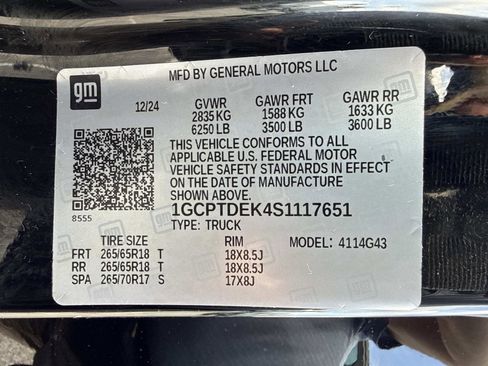 MFD BY GENERAL MOTORS LLC
gm
12/24 GVWR GAWR FRT GAWR RR
2835 KG 1588 KG 1633 KG
6250 LB 3500 LB 3600 LB
THIS VEHICLE CONFORMS TO ALL
APPLICABLE U.S. FEDERAL MOTOR
VEHICLE SAFETY STANDARDS IN EFFECT
ON THE DATE OF MANUFACTURE
SHOWN ABOVE.
8555
1GCPTDEK4S1117651
TYPE: TRUCK
TIRE SIZE RIM MODEL: 4114G43
FRT 265/65R18 T 18X8.5J
RR 265/65R18 T 18X8.5J
SPA 265/70R17 S 17X8J